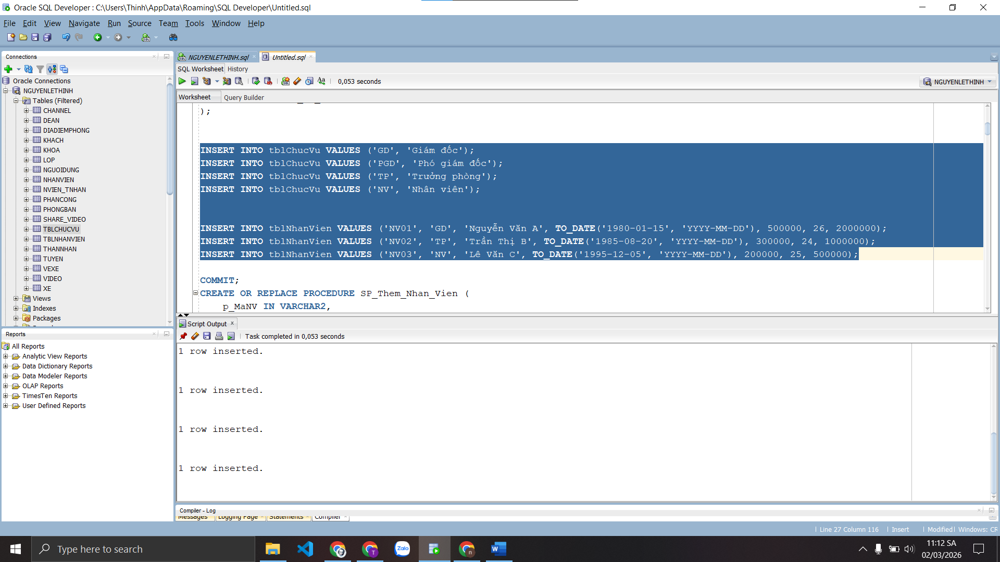 Oracle SQL Developer : C:\Users\Thinh\AppData\Roaming\SQL Developer\Untitled.sql
File Edit View Navigate Run Source Team Tools Window Help
Connections
Oracle Connections
NGUYENLETHINH
Tables (Filtered)
CHANNEL
DEAN
DIADIEMPHONG
KHACH
KHOA
LOP
NGUOIDUNG
NHANVIEN
NVIEN_TNHAN
PHANCONG
PHONGBAN
SHARE_VIDEO
TBLCHUCVU
TBLNHANVIEN
THANNHAN
TUYEN
VEXE
VIDEO
XE
Views
Indexes
Packages
Reports
All Reports
Analytic View Reports
Data Dictionary Reports
Data Modeler Reports
OLAP Reports
TimesTen Reports
User Defined Reports
NGUYENLETHINH.sql Untitled.sql
SQL Worksheet History
0,053 seconds
NGUYENLETHINH
Worksheet Query Builder
);
INSERT INTO tblChucVu VALUES ('GD', 'Giám đốc');
INSERT INTO tblChucVu VALUES ('PGD', 'Phó giám đốc');
INSERT INTO tblChucVu VALUES ('TP', 'Trưởng phòng');
INSERT INTO tblChucVu VALUES ('NV', 'Nhân viên');
INSERT INTO tblNhanVien VALUES ('NV01', 'GD', 'Nguyễn Văn A', TO_DATE('1980-01-15', 'YYYY-MM-DD'), 500000, 26, 2000000);
INSERT INTO tblNhanVien VALUES ('NV02', 'TP', 'Trần Thị B', TO_DATE('1985-08-20', 'YYYY-MM-DD'), 300000, 24, 1000000);
INSERT INTO tblNhanVien VALUES ('NV03', 'NV', 'Lê Văn C', TO_DATE('1995-12-05', 'YYYY-MM-DD'), 200000, 25, 500000);
COMMIT;
CREATE OR REPLACE PROCEDURE SP_Them_Nhan_Vien (
p_MaNV IN VARCHAR2,
Script Output
Task completed in 0,053 seconds
1 row inserted.
1 row inserted.
1 row inserted.
1 row inserted.
Compiler - Log
Messages Logging Page Statements Compiler
Line 27 Column 116 Insert Modified Windows: CR
Type here to search
Zalo
11:12 SA
02/03/2026